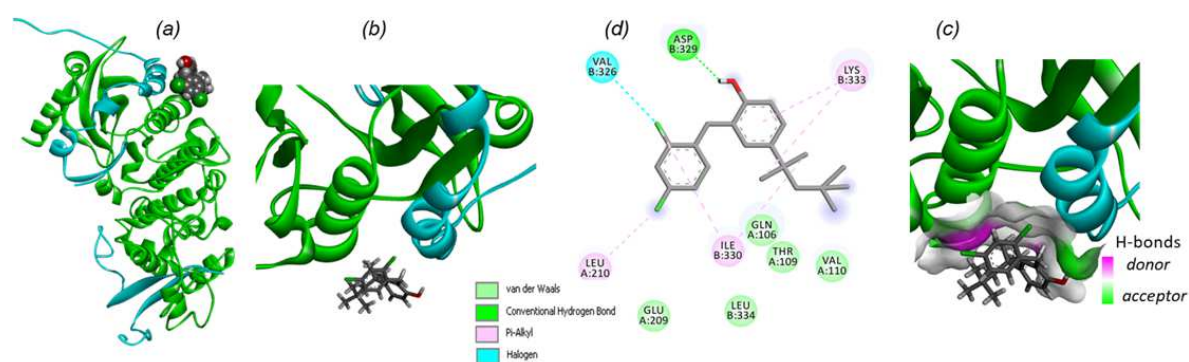 (a)
(b)
(d)
(c)
ASP
B:329
VAL
B:326
LYS
B:333
GLN
A:106
THR
A:109
VAL
A:110
ILE
B:330
LEU
A:210
GLU
A:209
LEU
B:334
van der Waals
Conventional Hydrogen Bond
Pi-Alkyl
Halogen
H-bonds
donor
acceptor